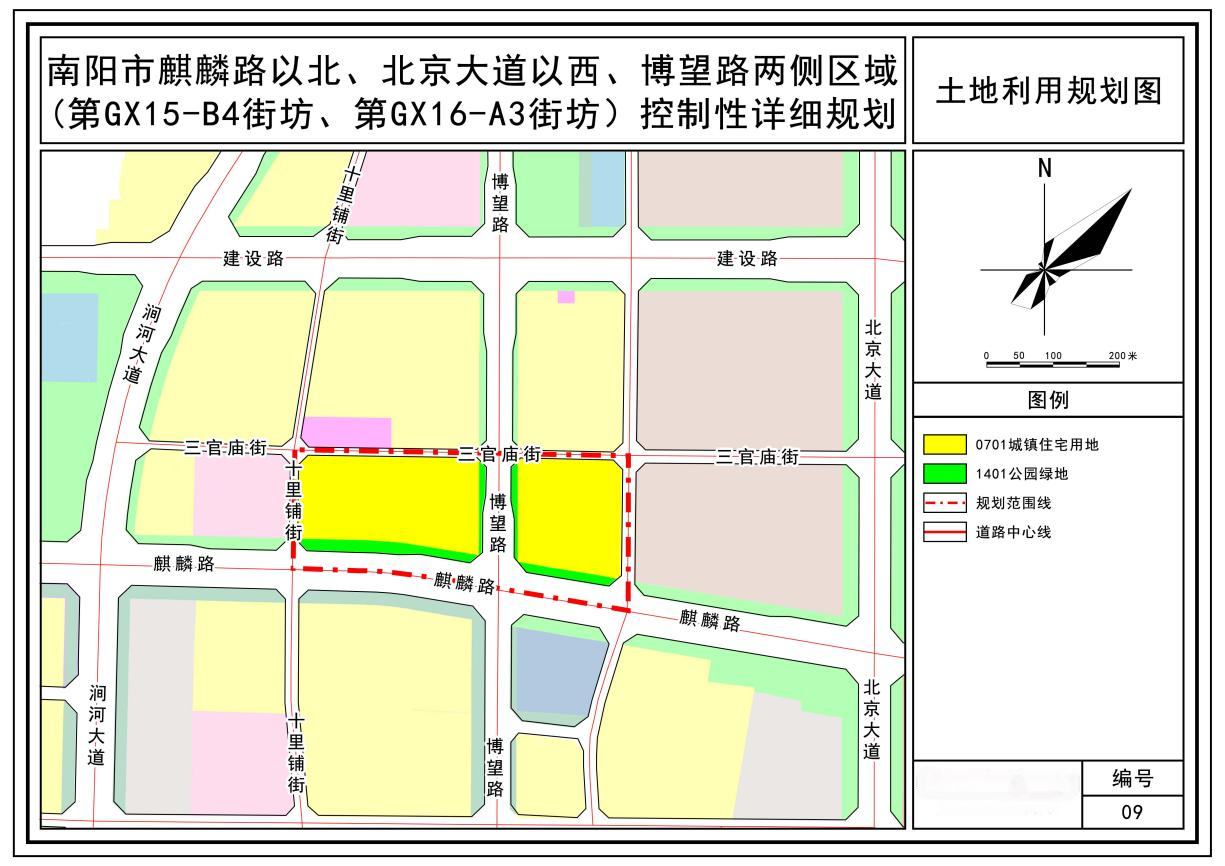 南阳市麒麟路以北、北京大道以西、博望路两侧区域
（第GX15-B4街坊、第GX16-A3街坊）控制性详细规划
土地利用规划图
十里铺街
博望路
建设路
建设路
涧河大道
北京大道
三官庙街
三官庙街
三官庙街
十里铺街
博望路
麒麟路
麒麟路
麒麟路
涧河大道
十里铺街
博望路
北京大道
N
0 50 100 200米
图例
0701城镇住宅用地
1401公园绿地
规划范围线
道路中心线
编号
09